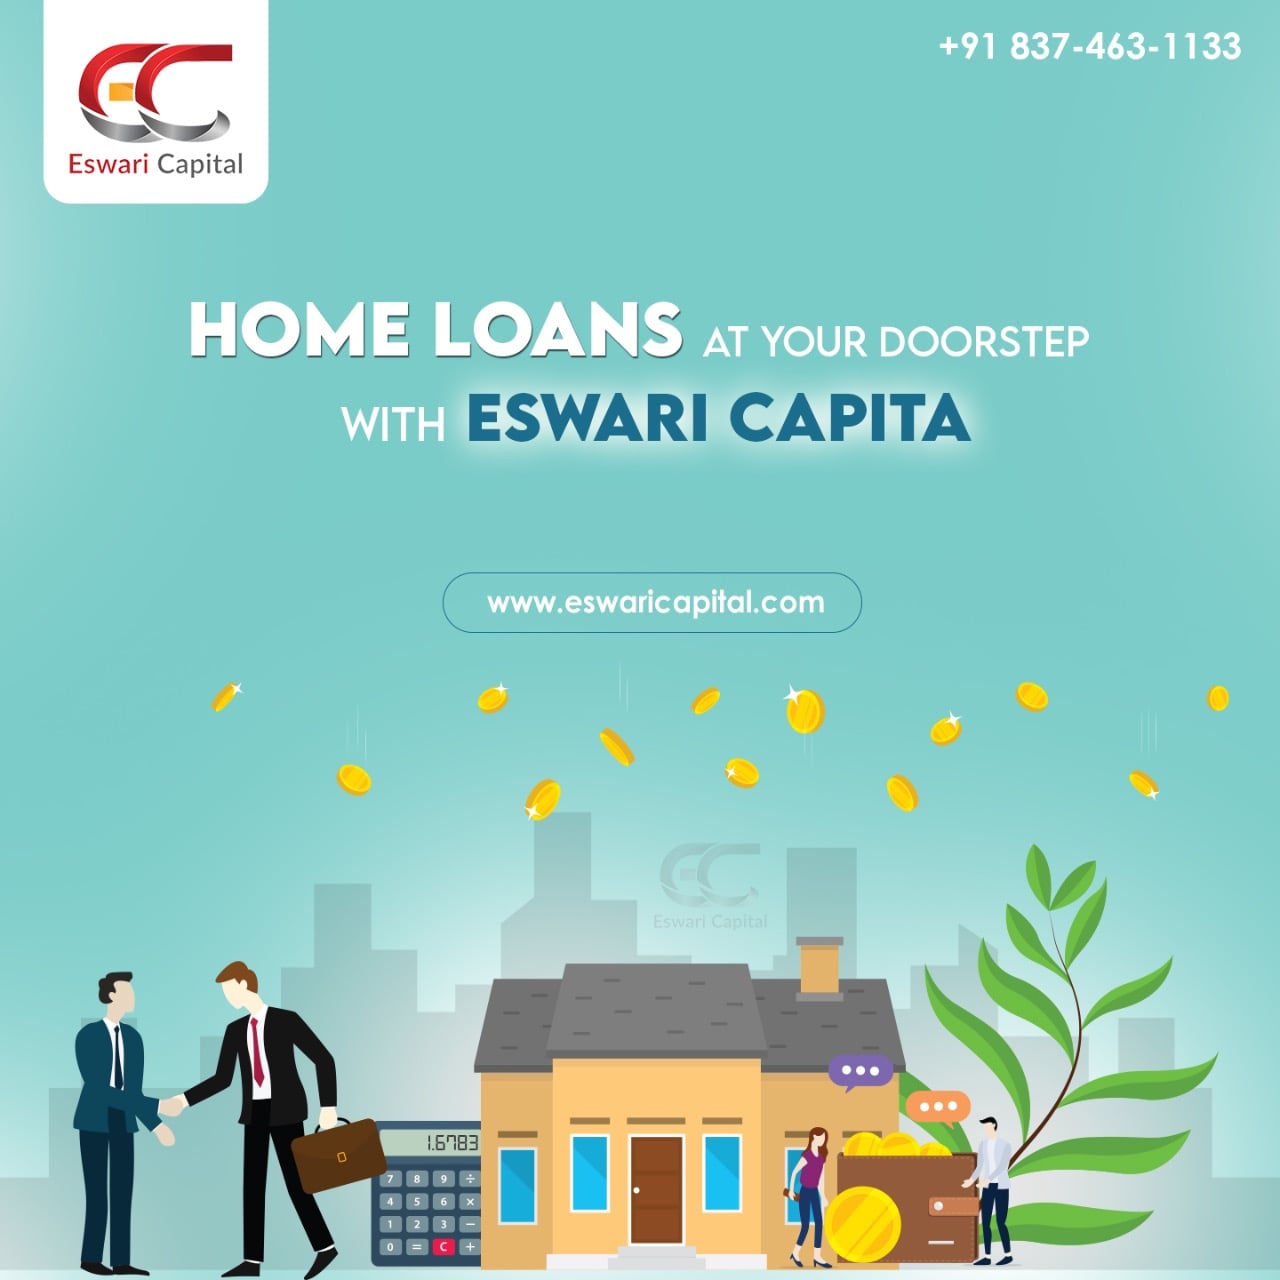 +91 837-463-1133
Eswari Capital
HOME LOANS AT YOUR DOORSTEP
WITH ESWARI CAPITA
www.eswaricapital.com
Eswari Capital
1.6783
7 8 9 ÷
4 5 6 ×
1 2 3 −
0 = C +